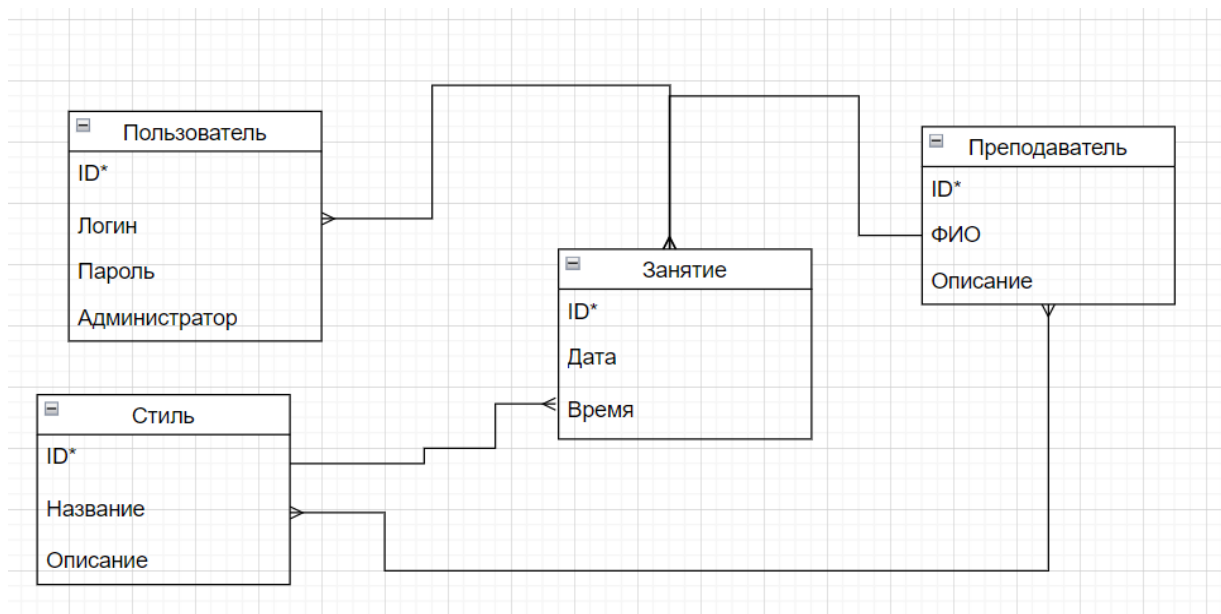 Пользователь
ID*
Логин
Пароль
Администратор
Преподаватель
ID*
ФИО
Описание
Занятие
ID*
Дата
Время
Стиль
ID*
Название
Описание